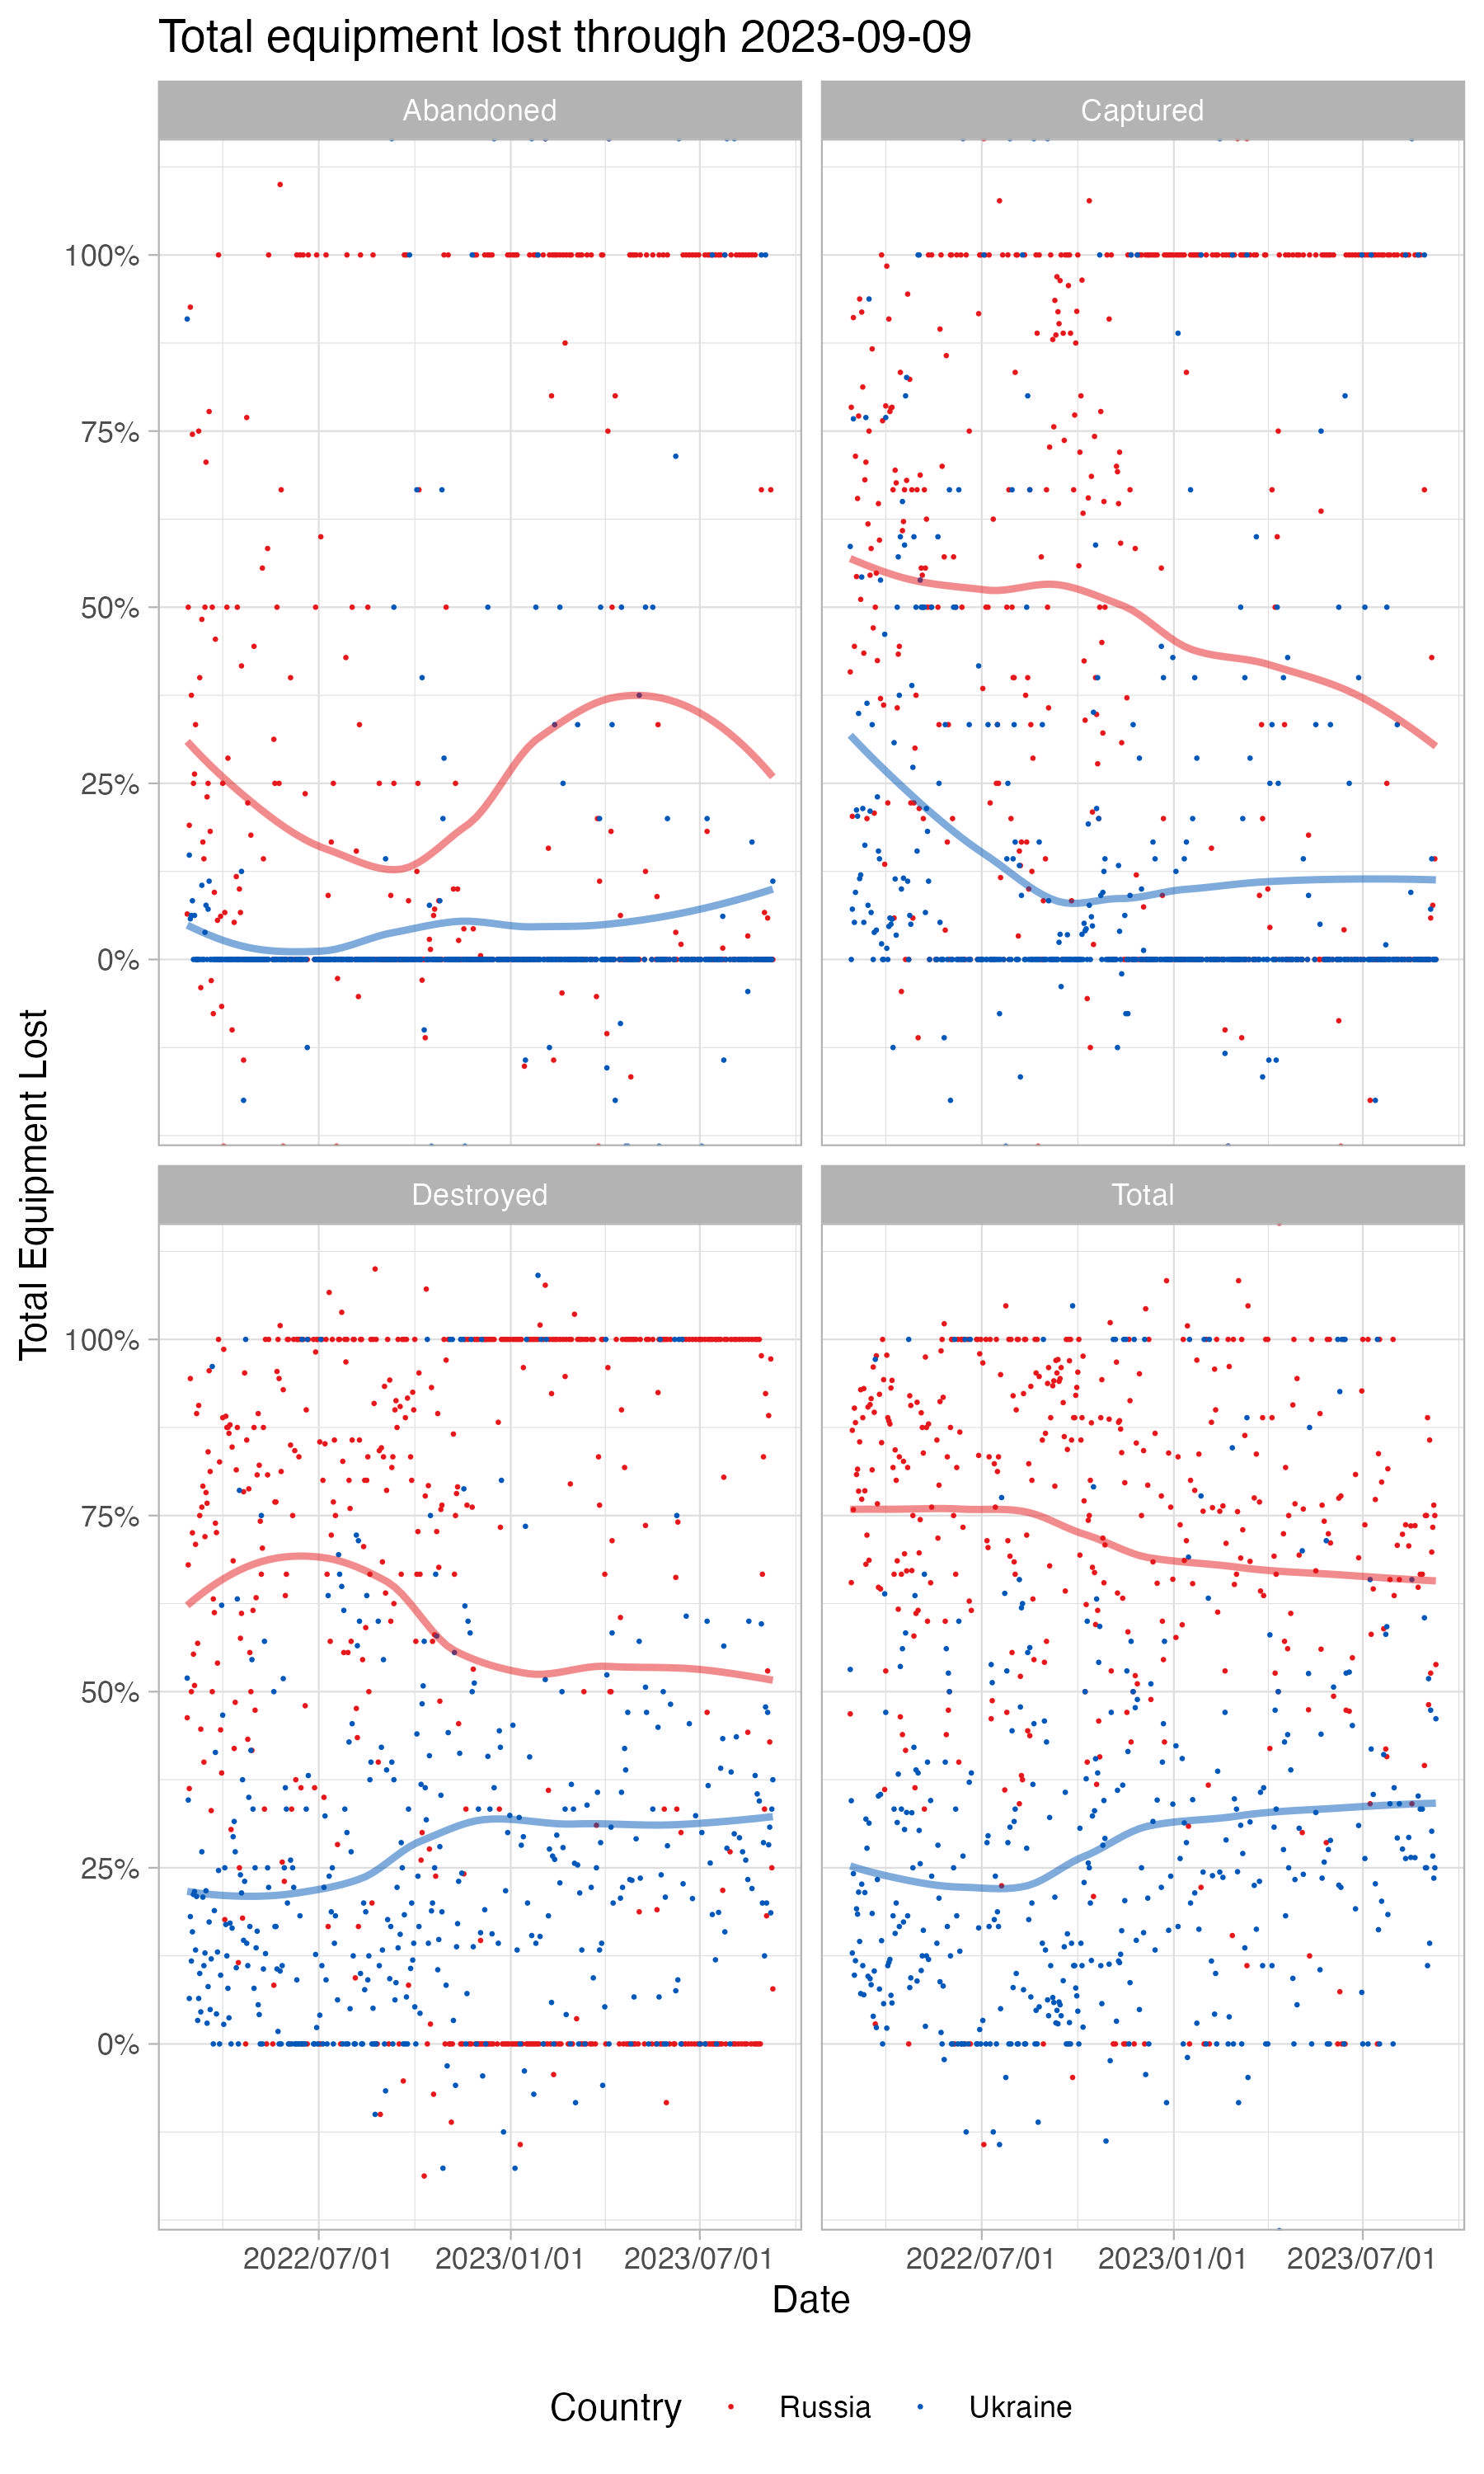 Total equipment lost through 2023-09-09
Abandoned
Captured
100%
75%
50%
25%
0%
Total Equipment Lost
Destroyed
Total
100%
75%
50%
25%
0%
2022/07/01
2023/01/01
2023/07/01
2022/07/01
2023/01/01
2023/07/01
Date
Country
Russia
Ukraine